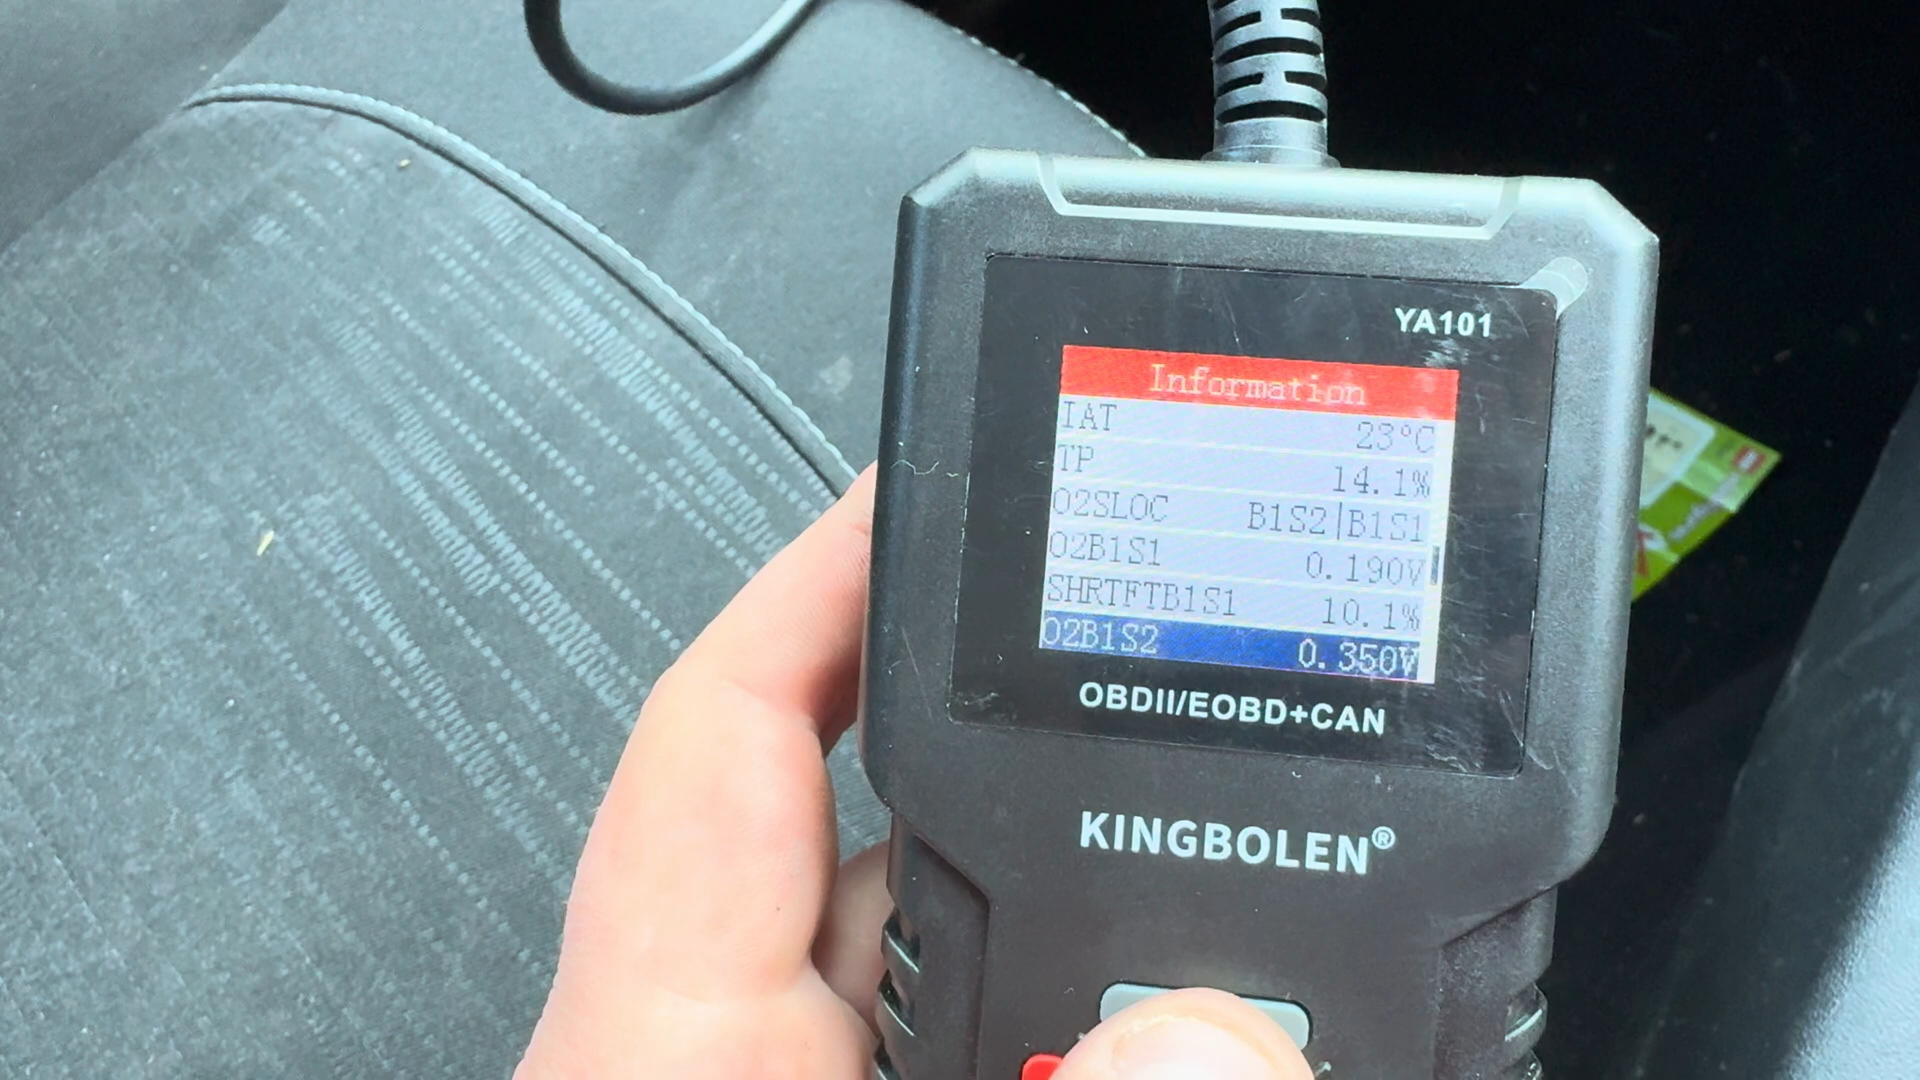 YA101
Information
IAT 23°C
TP 14.1%
O2SLOC B1S2|B1S1
O2B1S1 0.190V
SHRTFTB1S1 10.1%
O2B1S2 0.350V
OBDII/EOBD+CAN
KINGBOLEN®